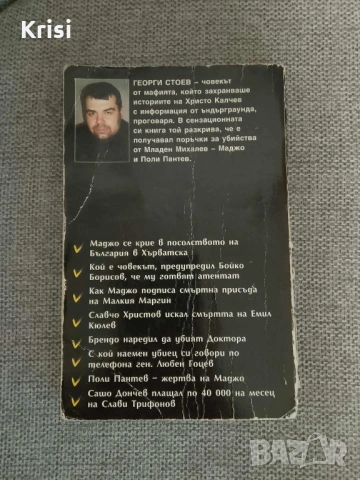 Krisi
ГЕОРГИ СТОЕВ – човекът
от мафията, който захранваше
историите на Христо Калчев
с информация от ъндърграунда,
проговаря. В сензационната
си книга той разкрива, че е
получавал поръчки за убийства
от Младен Михалев – Маджо
и Поли Пантев.
Маджо се крие в посолството на
България в Хърватска
Кой е човекът, предупредил Бойко
Борисов, че му готвят атентат
Как Маджо подписа смъртна присъда
на Малкия Маргин
Славчо Христов искал смъртта на Емил
Кюлев
Брендо наредил да убият Доктора
С кой наемен убиец си говори по
телефона ген. Любен Гоцев
Поли Пантев – жертва на Маджо
Сашо Дончев плащал по 40 000 на месец
на Слави Трифонов
BAZAR
bg